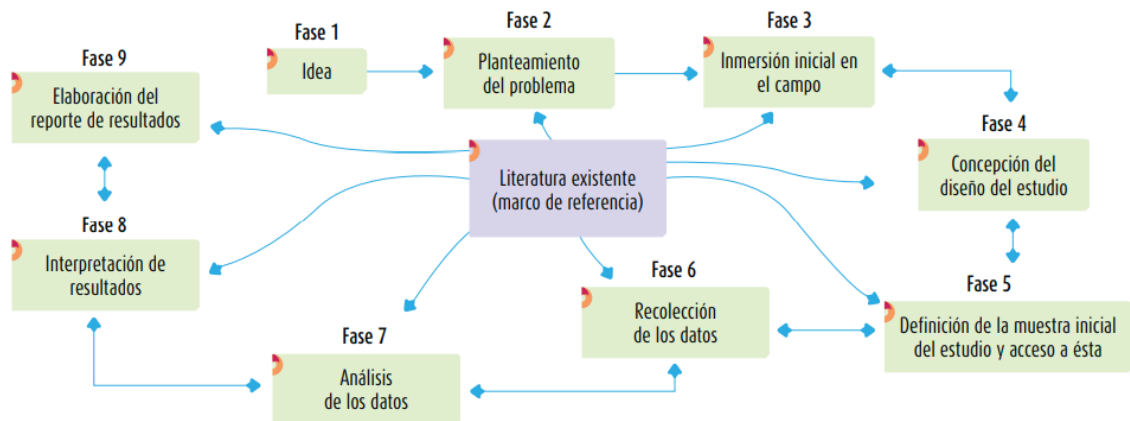 Fase 1
Idea
Fase 2
Planteamiento
del problema
Fase 3
Inmersión inicial en
el campo
Fase 4
Concepción del
diseño del estudio
Fase 5
Definición de la muestra inicial
del estudio y acceso a ésta
Fase 6
Recolección
de los datos
Fase 7
Análisis
de los datos
Fase 8
Interpretación de
resultados
Fase 9
Elaboración del
reporte de resultados
Literatura existente
(marco de referencia)